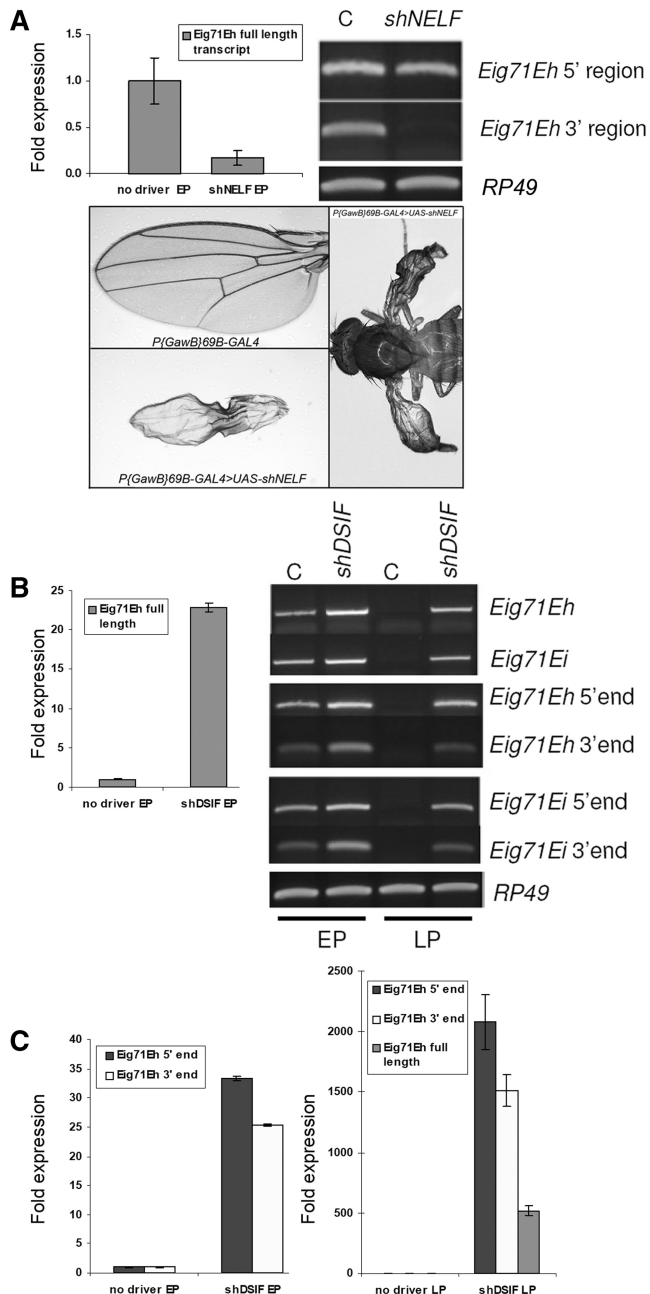 A
Eig71Eh full length
transcript
Fold expression
1.5
1.0
0.5
0.0
no driver EP
shNELF EP
C
shNELF
Eig71Eh 5' region
Eig71Eh 3' region
RP49
P{GawB}69B-GAL4
P{GawB}69B-GAL4>UAS-shNELF
P{GawB}69B-GAL4>UAS-shNELF
B
Eig71Eh full
length
Fold expression
25
20
15
10
5
0
no driver EP
shDSIF EP
C
shDSIF
C
shDSIF
Eig71Eh
Eig71Ei
Eig71Eh 5'end
Eig71Eh 3'end
Eig71Ei 5'end
Eig71Ei 3'end
RP49
EP
LP
C
Eig71Eh 5' end
Eig71Eh 3' end
Fold expression
40
35
30
25
20
15
10
5
0
no driver EP
shDSIF EP
Eig71Eh 5' end
Eig71Eh 3' end
Eig71Eh full
length
Fold expression
2500
2000
1500
1000
500
0
no driver LP
shDSIF LP